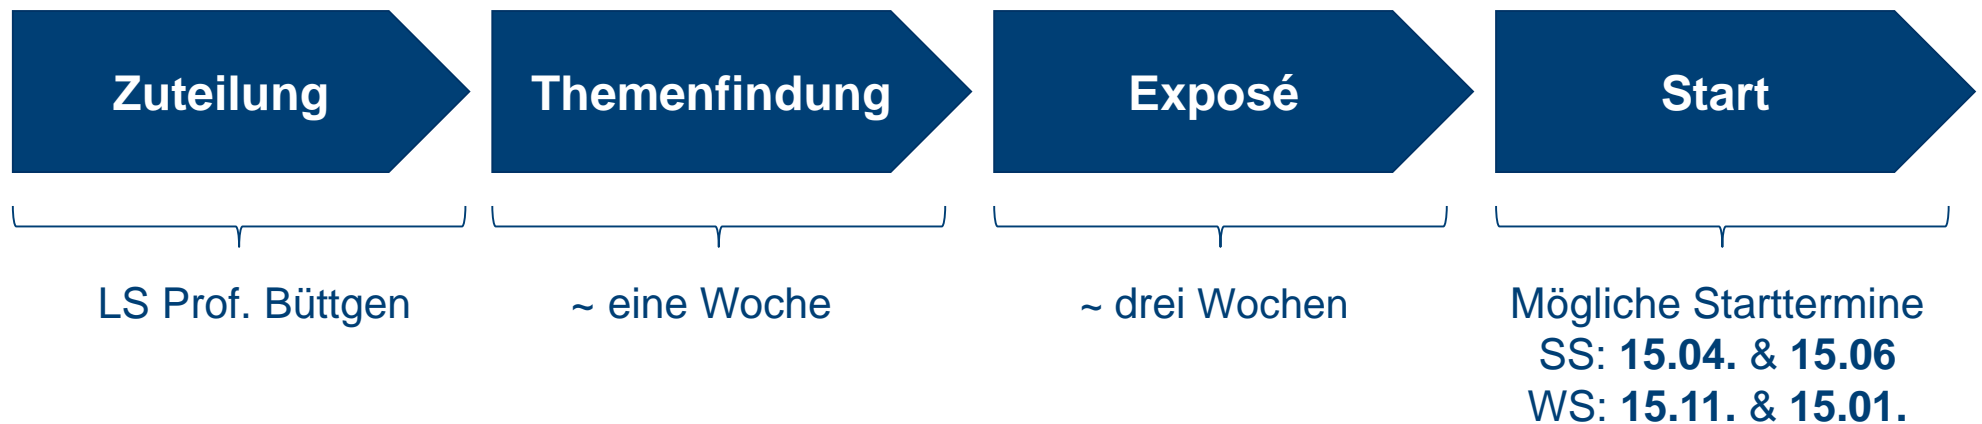 Zuteilung
Themenfindung
Exposé
Start
LS Prof. Büttgen
~ eine Woche
~ drei Wochen
Mögliche Starttermine
SS: 15.04. & 15.06
WS: 15.11. & 15.01.